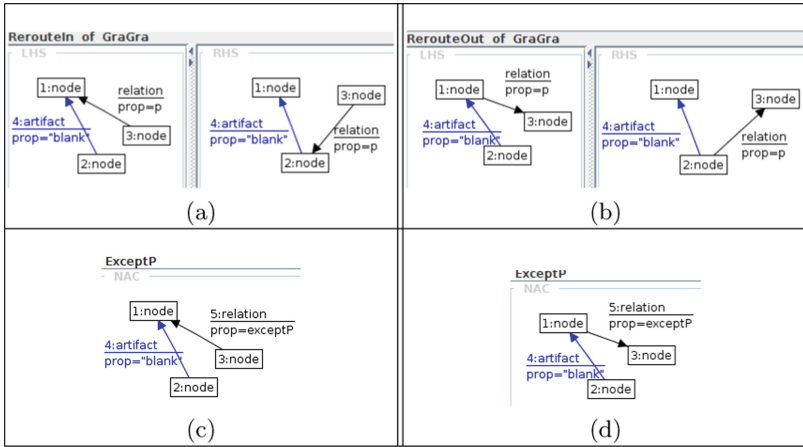 RerouteIn of GraGra
LHS
1:node
relation
prop=p
4:artifact
prop="blank"
3:node
2:node
RHS
1:node
3:node
4:artifact
prop="blank"
relation
prop=p
2:node
(a)
RerouteOut of GraGra
LHS
1:node
relation
prop=p
4:artifact
prop="blank"
3:node
2:node
RHS
1:node
3:node
4:artifact
prop="blank"
relation
prop=p
2:node
(b)
ExceptP
NAC
1:node
5:relation
prop=exceptP
4:artifact
prop="blank"
3:node
2:node
(c)
ExceptP
NAC
1:node
5:relation
prop=exceptP
4:artifact
prop="blank"
3:node
2:node
(d)